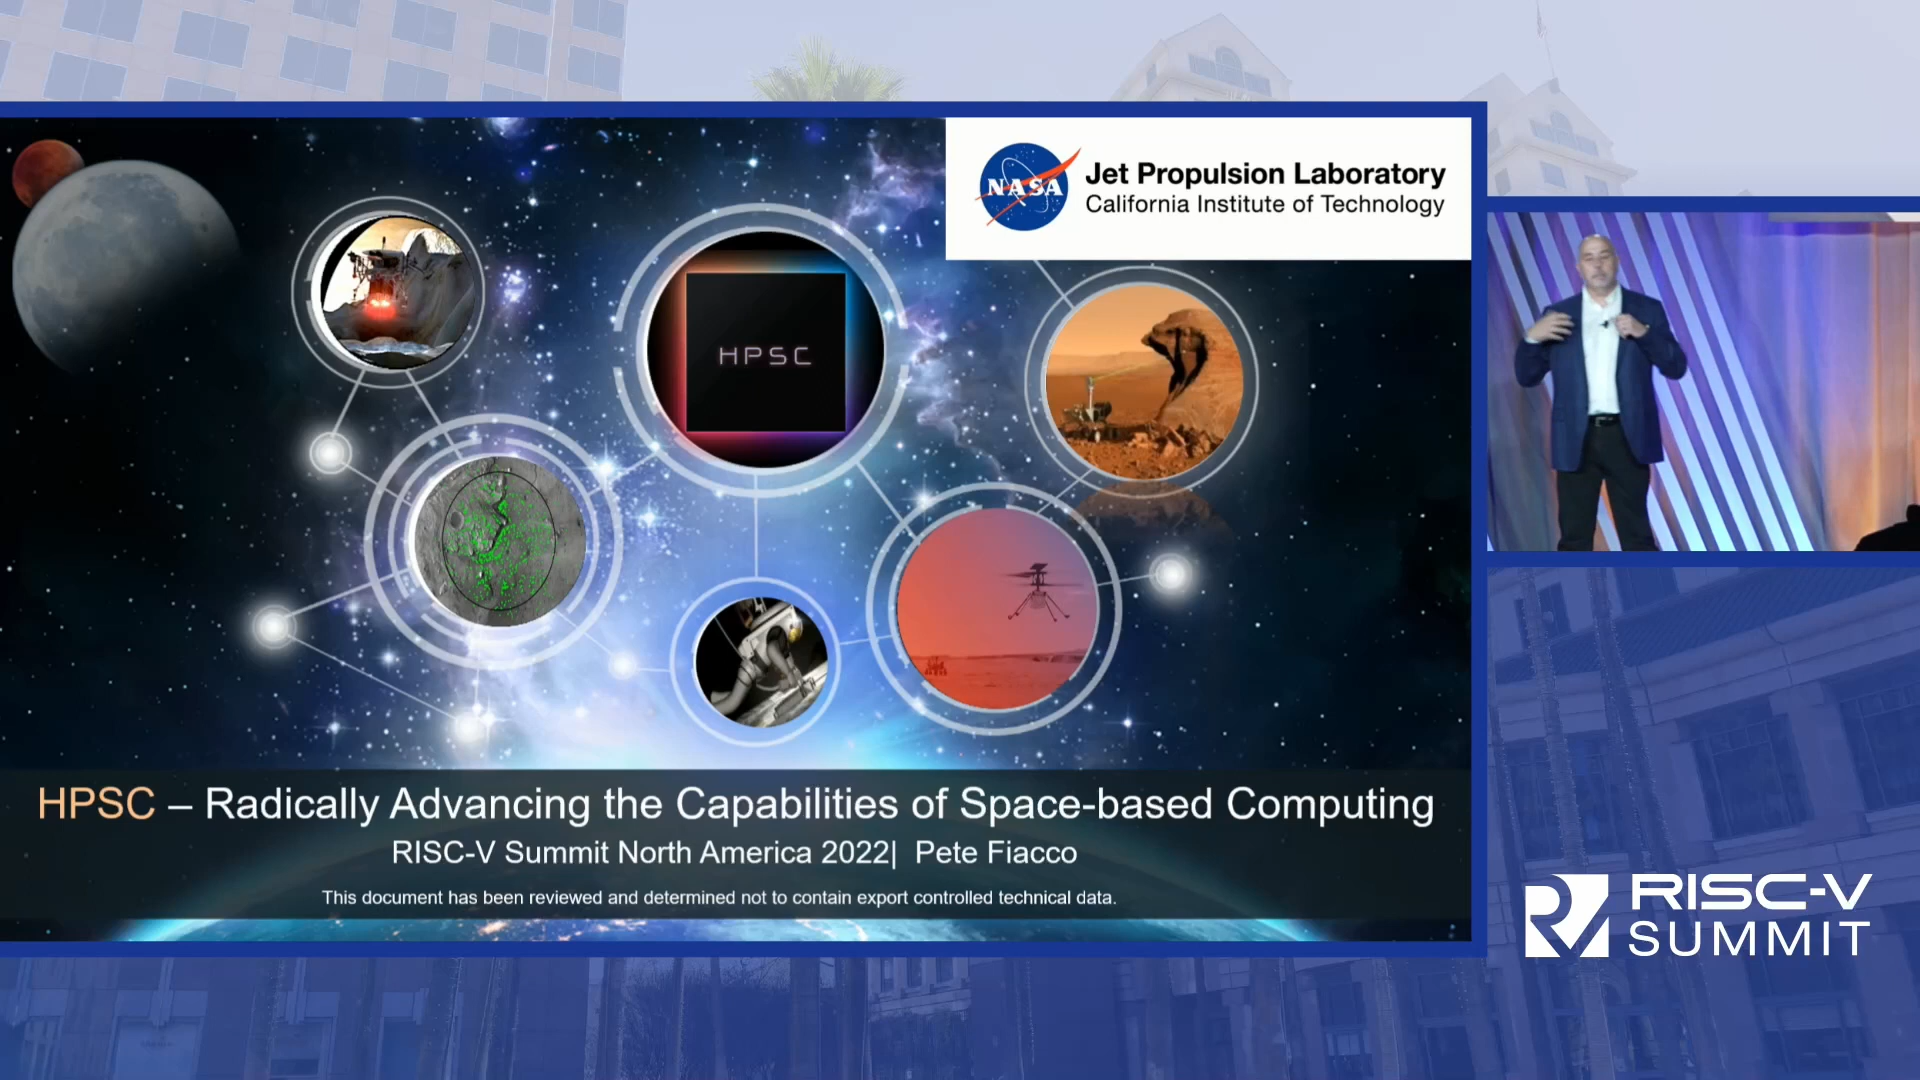 NASA
Jet Propulsion Laboratory
California Institute of Technology
HPSC
HPSC – Radically Advancing the Capabilities of Space-based Computing
RISC-V Summit North America 2022| Pete Fiacco
This document has been reviewed and determined not to contain export controlled technical data.
RISC-V
SUMMIT